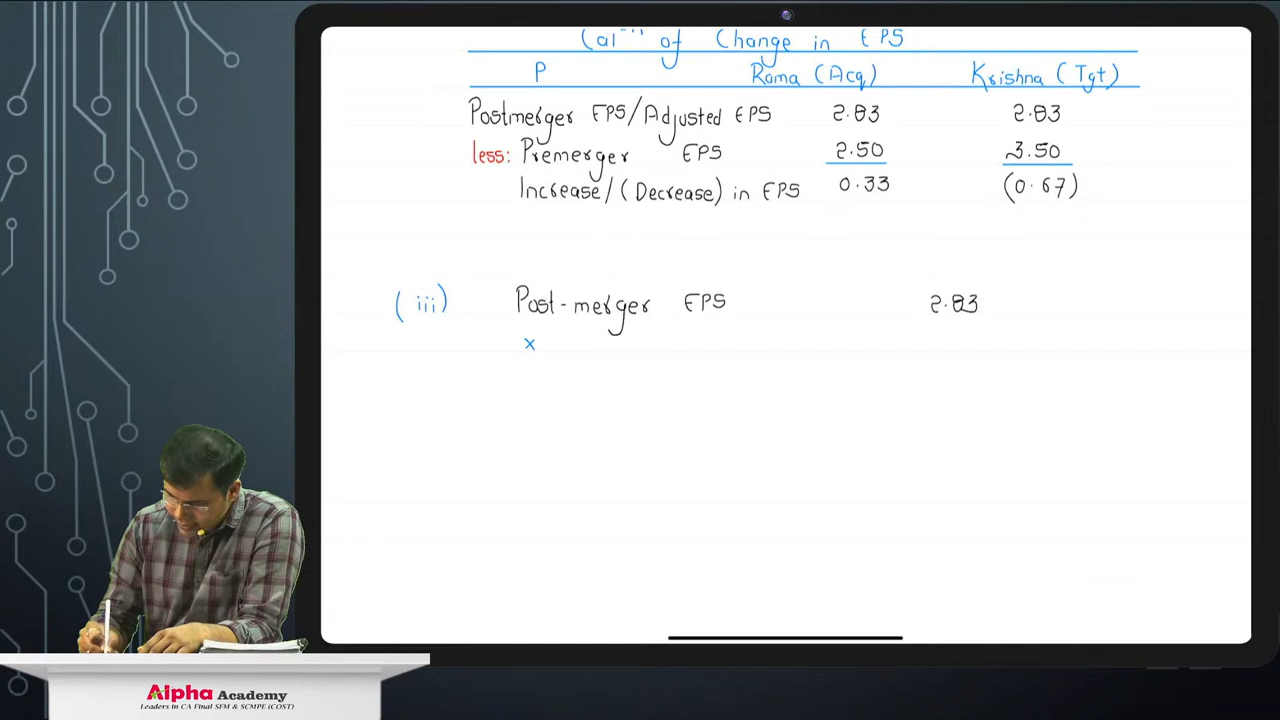 Calⁿ of Change in EPS
P Rama (Acq) Krishna (Tgt)
Postmerger EPS/Adjusted EPS 2.83 2.83
less: Premerger EPS 2.50 3.50
Increase/(Decrease) in EPS 0.33 (0.67)
(iii) Post-merger EPS 2.83
×
Alpha Academy
Leaders in CA Final SFM & SCMPE (COST)